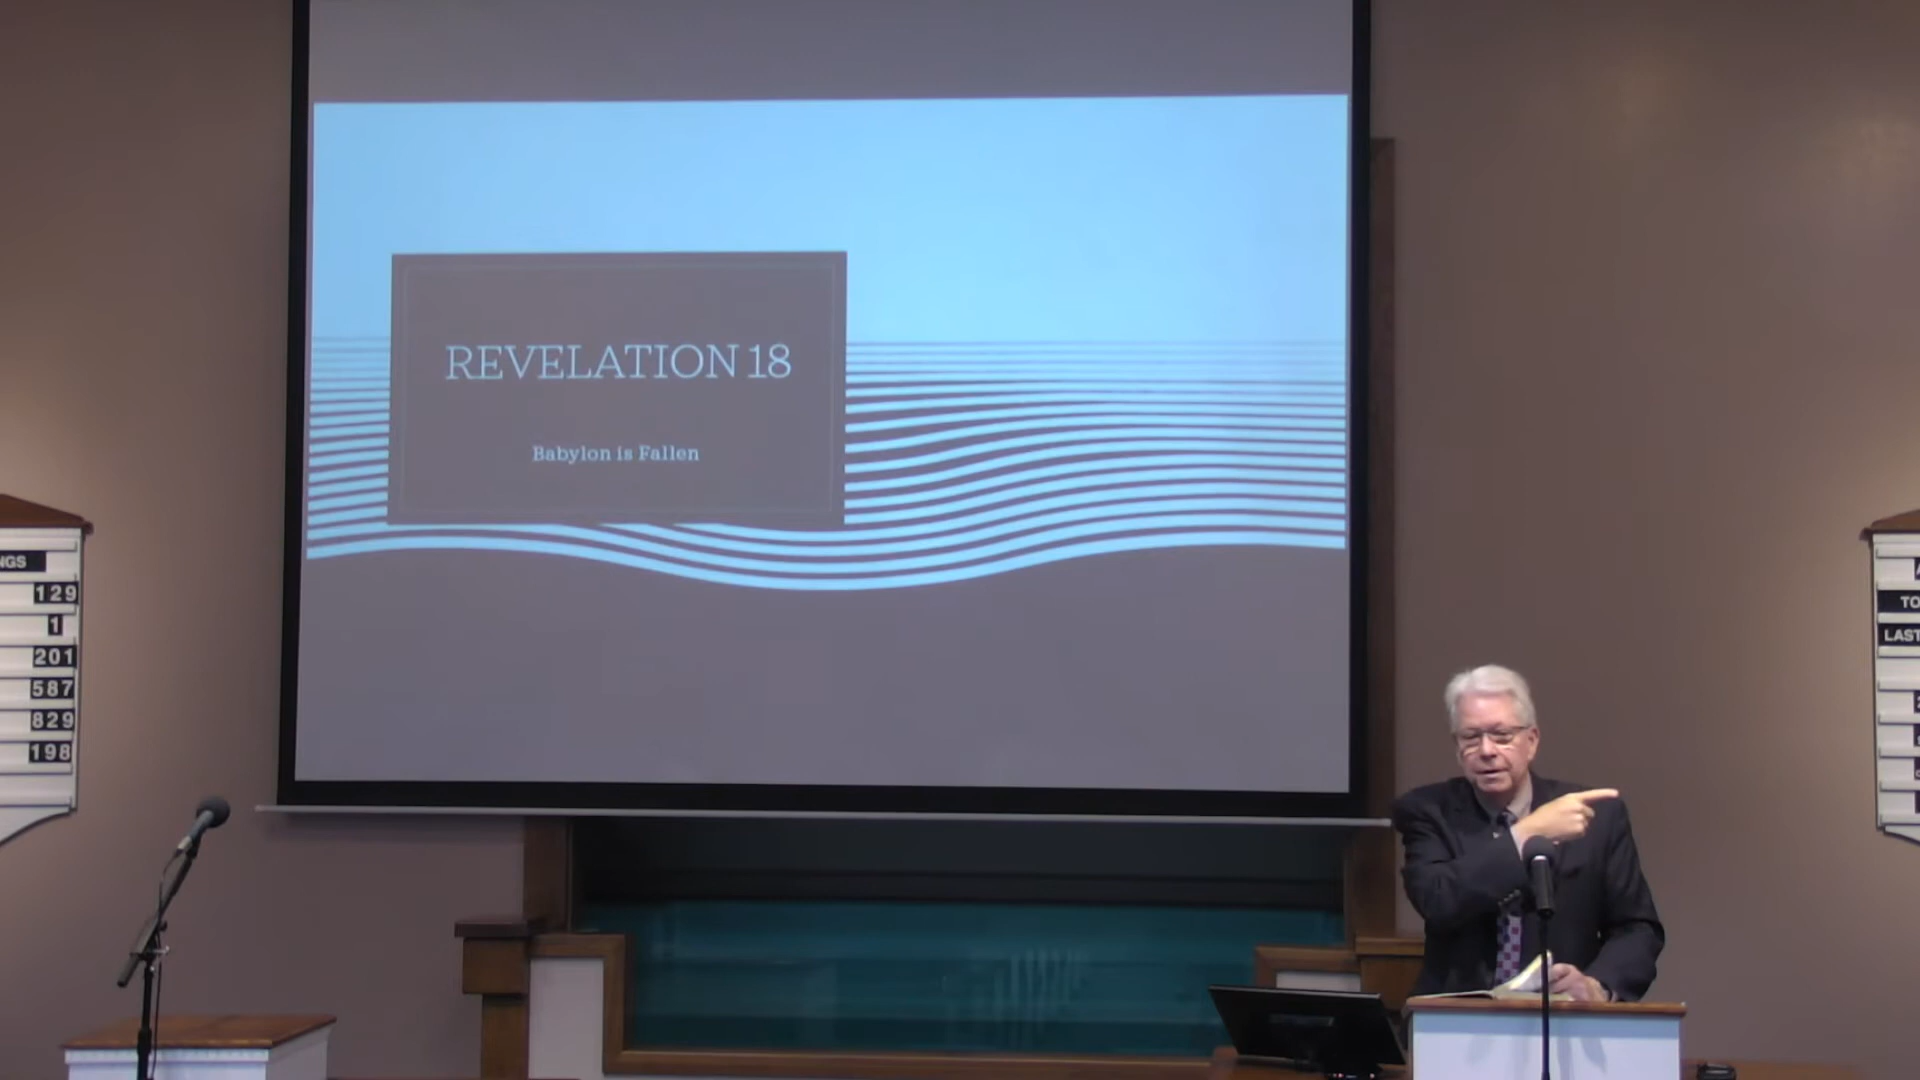 REVELATION 18
Babylon is Fallen
NGS
129
1
201
587
829
198
TO
LAST